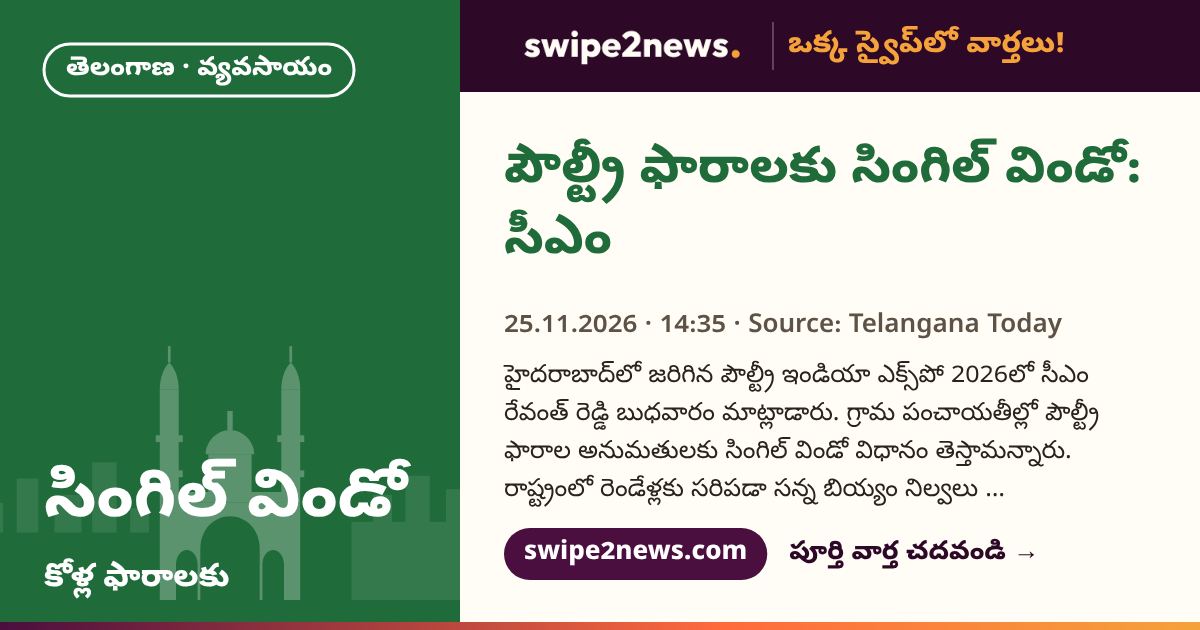 తెలంగాణ · వ్యవసాయం
సింగిల్ విండో
కోళ్ల ఫారాలకు
swipe2news.
ఒక్క స్వైప్‌లో వార్తలు!
పౌల్ట్రీ ఫారాలకు సింగిల్ విండో:
సీఎం
25.11.2026 · 14:35 · Source: Telangana Today
హైదరాబాద్‌లో జరిగిన పౌల్ట్రీ ఇండియా ఎక్స్‌పో 2026లో సీఎం
రేవంత్ రెడ్డి బుధవారం మాట్లాడారు. గ్రామ పంచాయతీల్లో పౌల్ట్రీ
ఫారాల అనుమతులకు సింగిల్ విండో విధానం తెస్తామన్నారు.
రాష్ట్రంలో రెండేళ్లకు సరిపడా సన్న బియ్యం నిల్వలు ...
swipe2news.com
పూర్తి వార్త చదవండి →